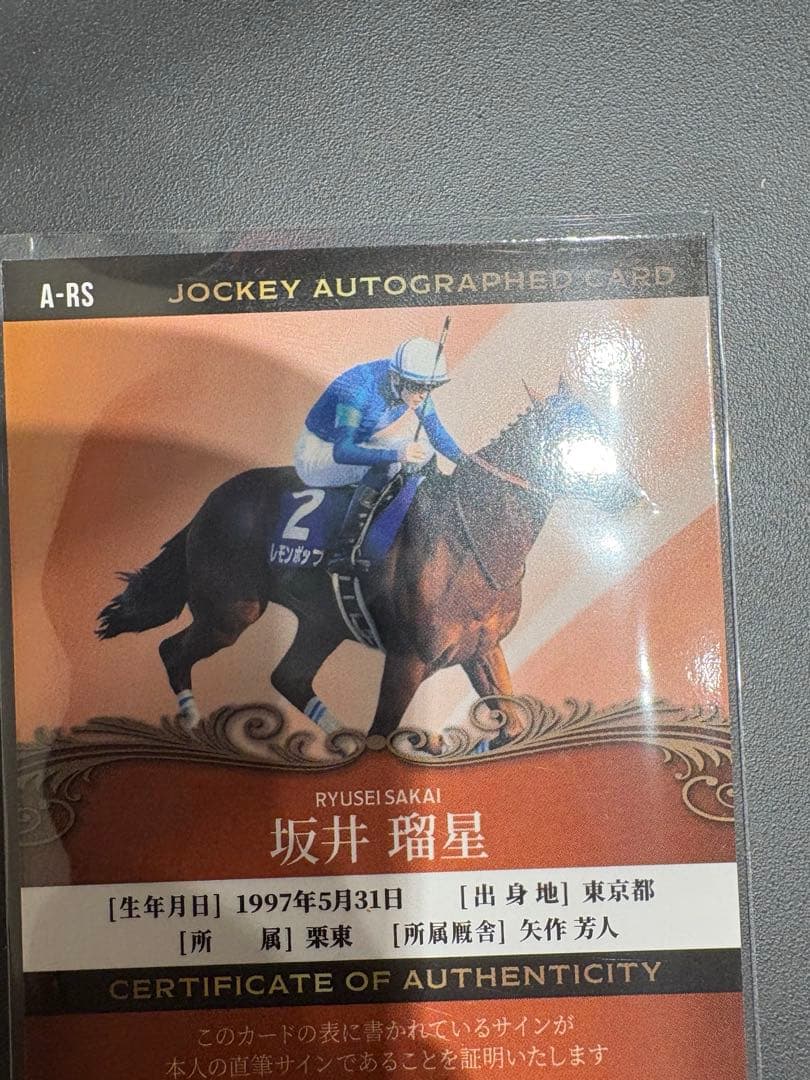 A-RS JOCKEY AUTOGRAPHED CARD
2
レモンポップ
RYUSEI SAKAI
坂井 瑠星
[生年月日] 1997年5月31日 [出身地] 東京都
[所 属] 栗東 [所属厩舎] 矢作 芳人
CERTIFICATE OF AUTHENTICITY
このカードの表に書かれているサインが
本人の直筆サインであることを証明いたします